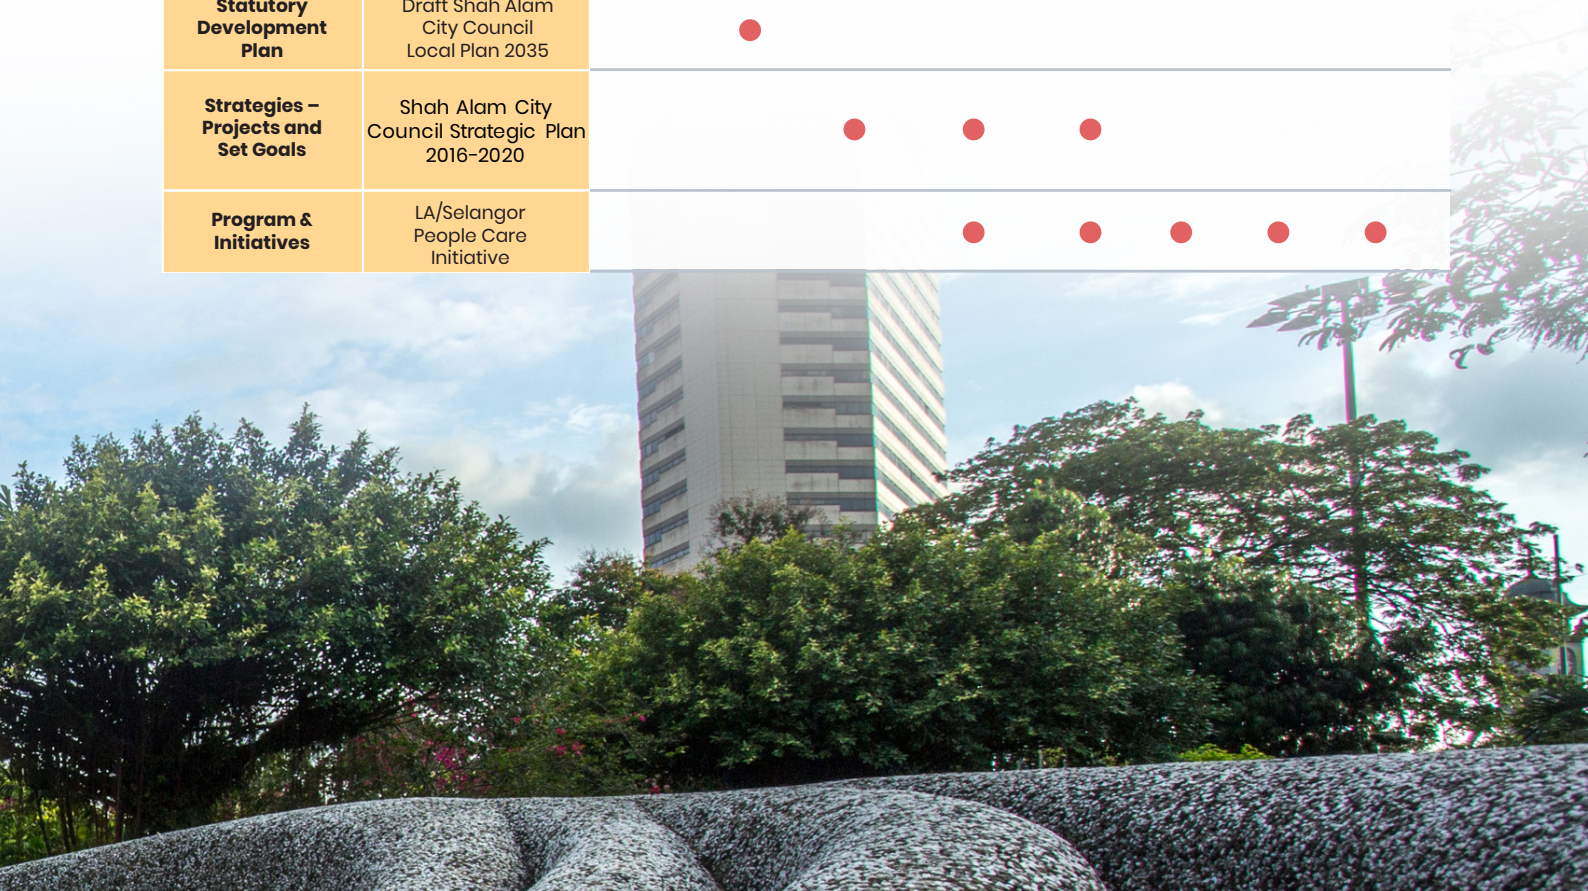 Statutory
Development
Plan
Draft Shah Alam
City Council
Local Plan 2035
Strategies –
Projects and
Set Goals
Shah Alam City
Council Strategic Plan
2016-2020
Program &
Initiatives
LA/Selangor
People Care
Initiative